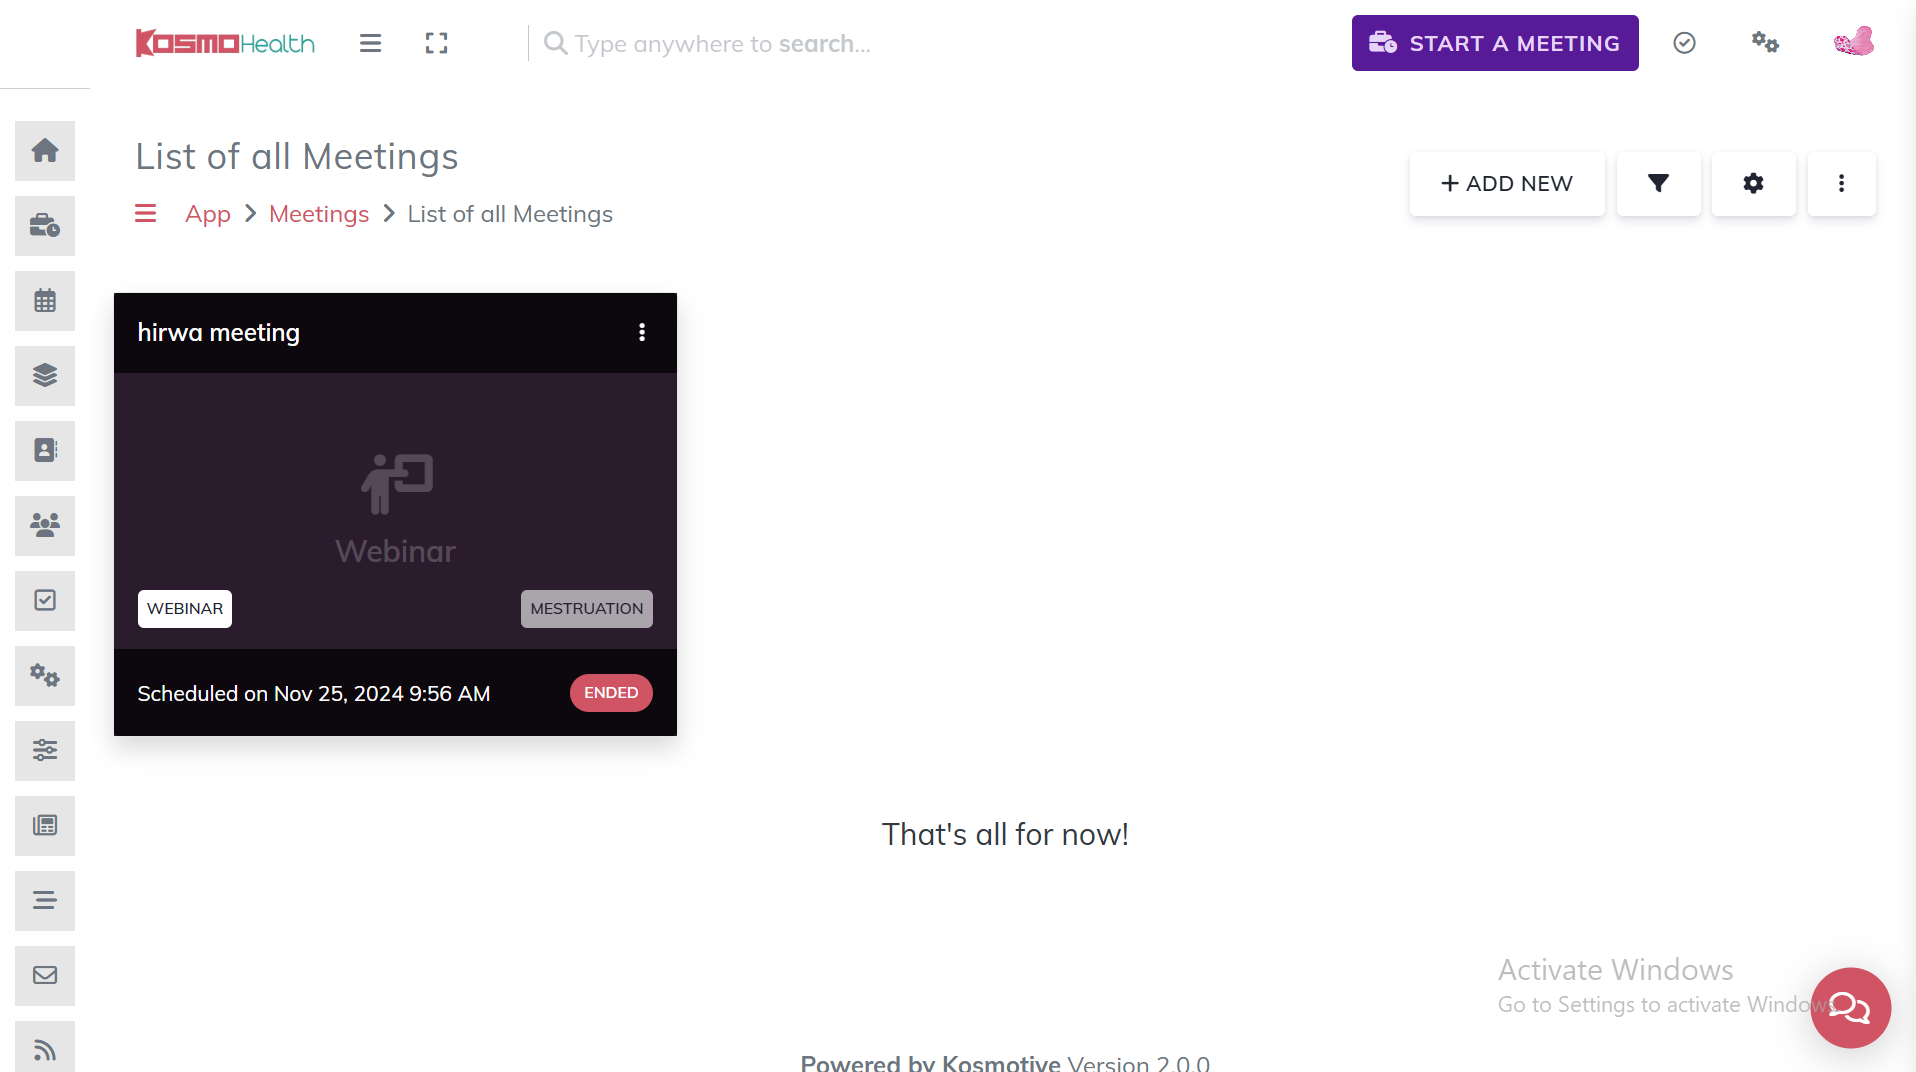 KOSMOHealth
Type anywhere to search...
START A MEETING
List of all Meetings
App > Meetings > List of all Meetings
+ ADD NEW
hirwa meeting
Webinar
WEBINAR
MESTRUATION
Scheduled on Nov 25, 2024 9:56 AM
ENDED
That's all for now!
Activate Windows
Go to Settings to activate Windows
Powered by Kosmotive Version 2.0.0